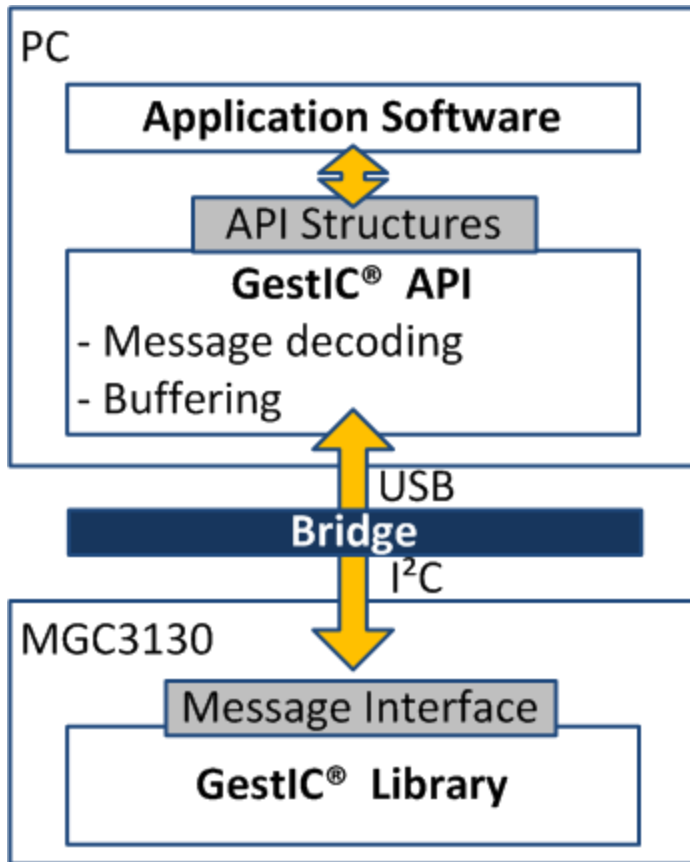 PC
Application Software
API Structures
GestIC® API
- Message decoding
- Buffering
USB
Bridge
I²C
MGC3130
Message Interface
GestIC® Library